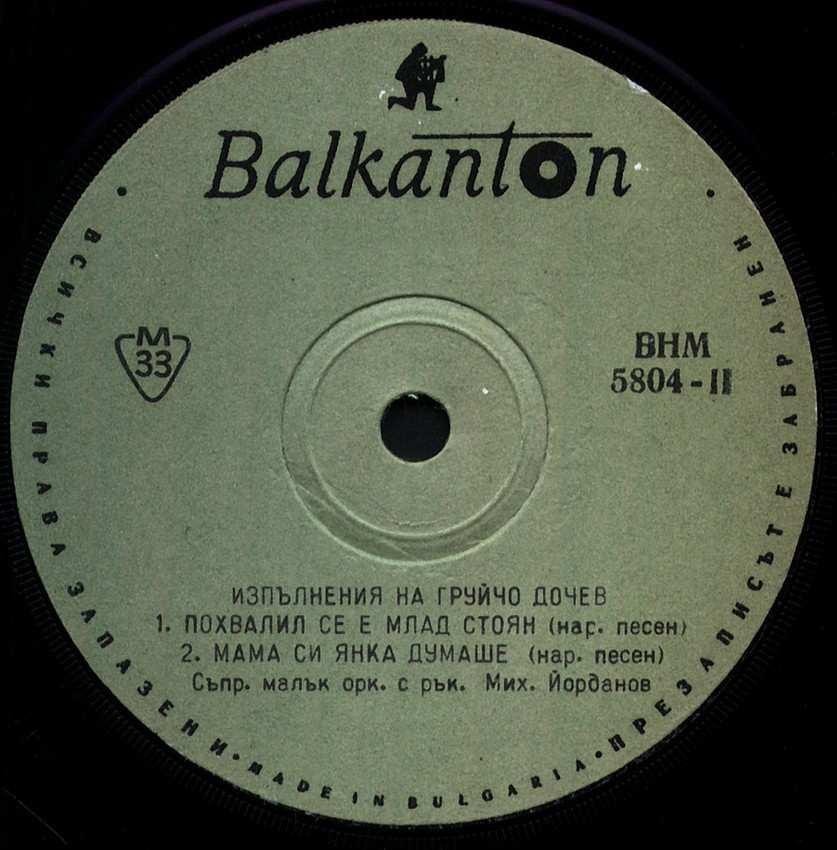 Balkanton
М
33
ВНМ
5804-II
ИЗПЪЛНЕНИЯ НА ГРУЙЧО ДОЧЕВ
1. ПОХВАЛИЛ СЕ Е МЛАД СТОЯН (нар. песен)
2. МАМА СИ ЯНКА ДУМАШЕ (нар. песен)
Съпр. малък орк. с рък. Мих. Йорданов
• ВСИЧКИ ПРАВА ЗАПАЗЕНИ • MADE IN BULGARIA • ПРЕЗАПИСЪТ Е ЗАБРАНЕН •